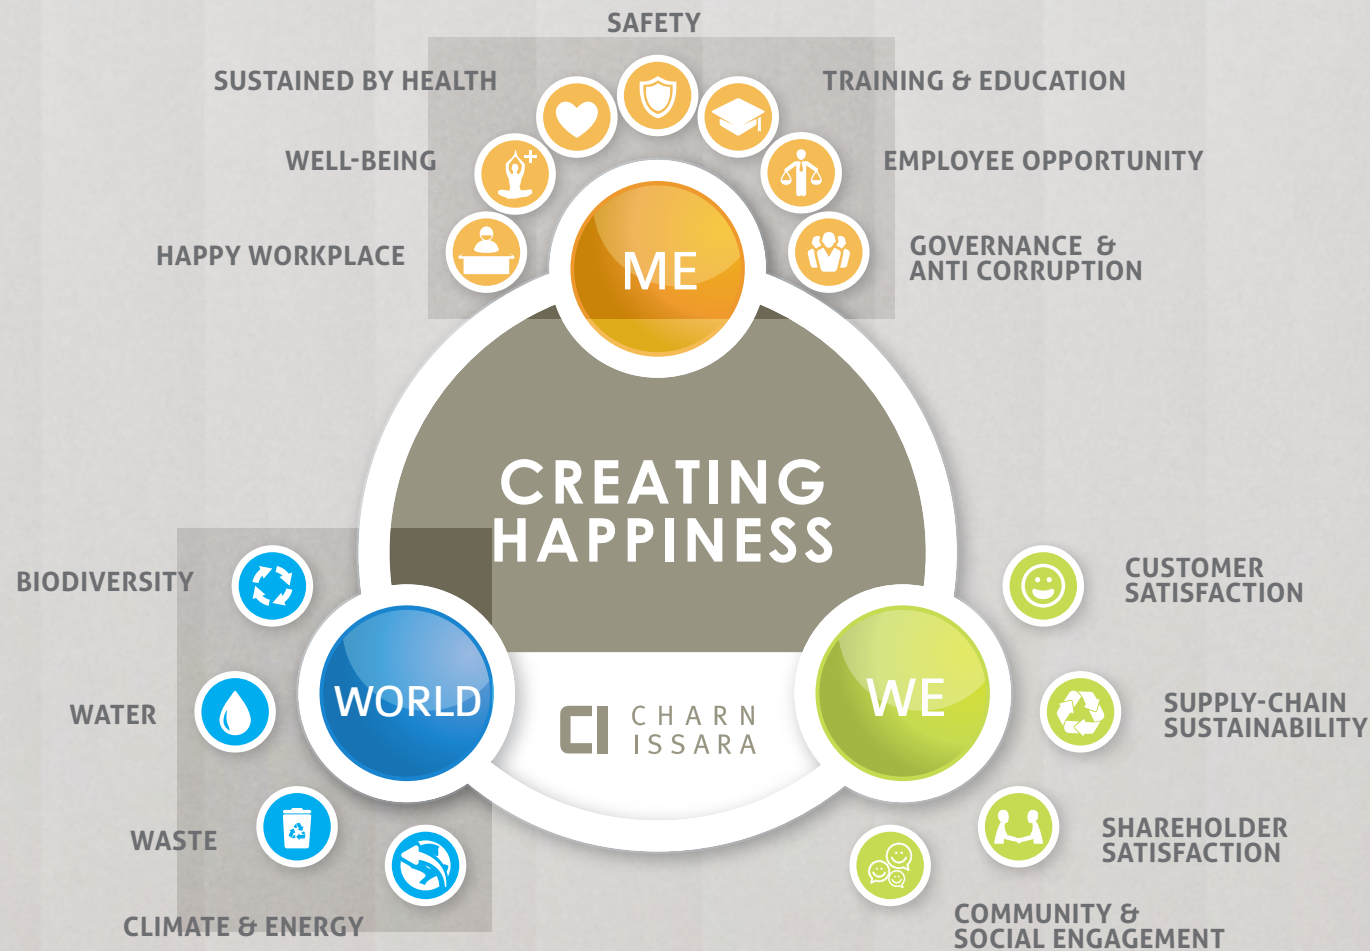 SAFETY
SUSTAINED BY HEALTH
TRAINING & EDUCATION
WELL-BEING
EMPLOYEE OPPORTUNITY
HAPPY WORKPLACE
GOVERNANCE &
ANTI CORRUPTION
ME
CREATING
HAPPINESS
BIODIVERSITY
WATER
WASTE
CLIMATE & ENERGY
WORLD
CI CHARN
ISSARA
WE
CUSTOMER
SATISFACTION
SUPPLY-CHAIN
SUSTAINABILITY
SHAREHOLDER
SATISFACTION
COMMUNITY &
SOCIAL ENGAGEMENT